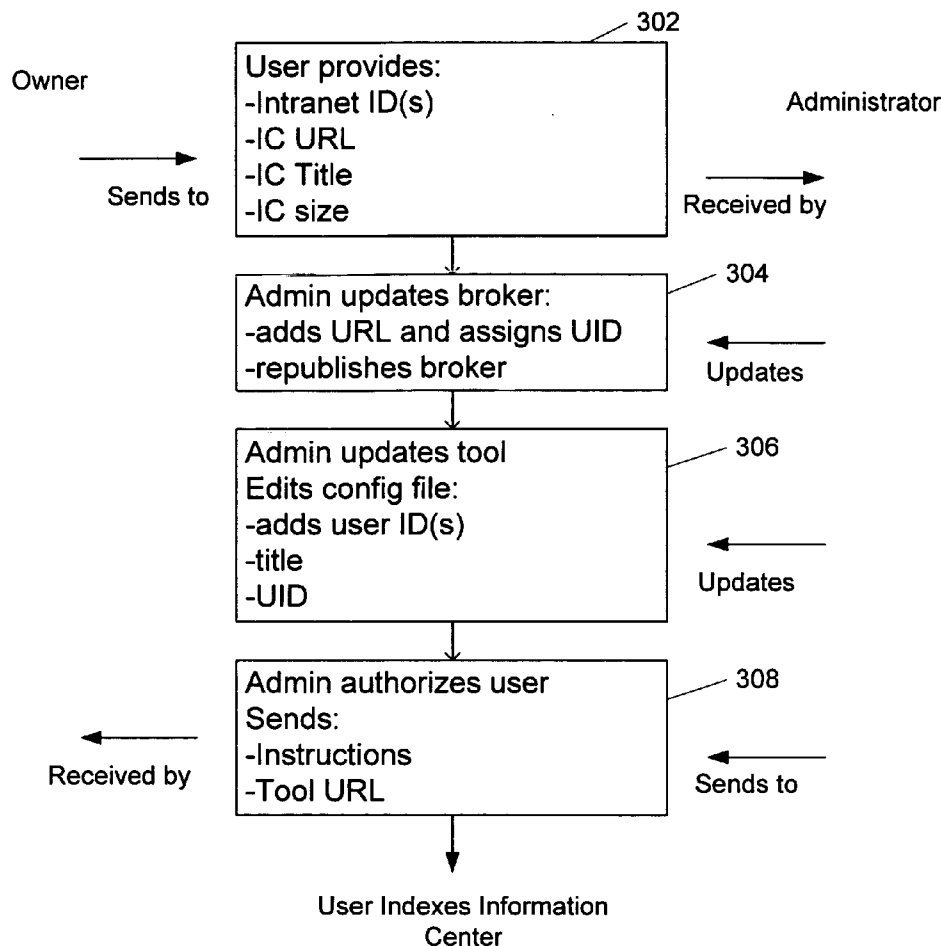 302
Owner
User provides:
-Intranet ID(s)
-IC URL
-IC Title
-IC size
Administrator
Sends to
Received by
304
Admin updates broker:
-adds URL and assigns UID
-republishes broker
Updates
306
Admin updates tool
Edits config file:
-adds user ID(s)
-title
-UID
Updates
308
Admin authorizes user
Sends:
-Instructions
-Tool URL
Received by
Sends to
User Indexes Information
Center